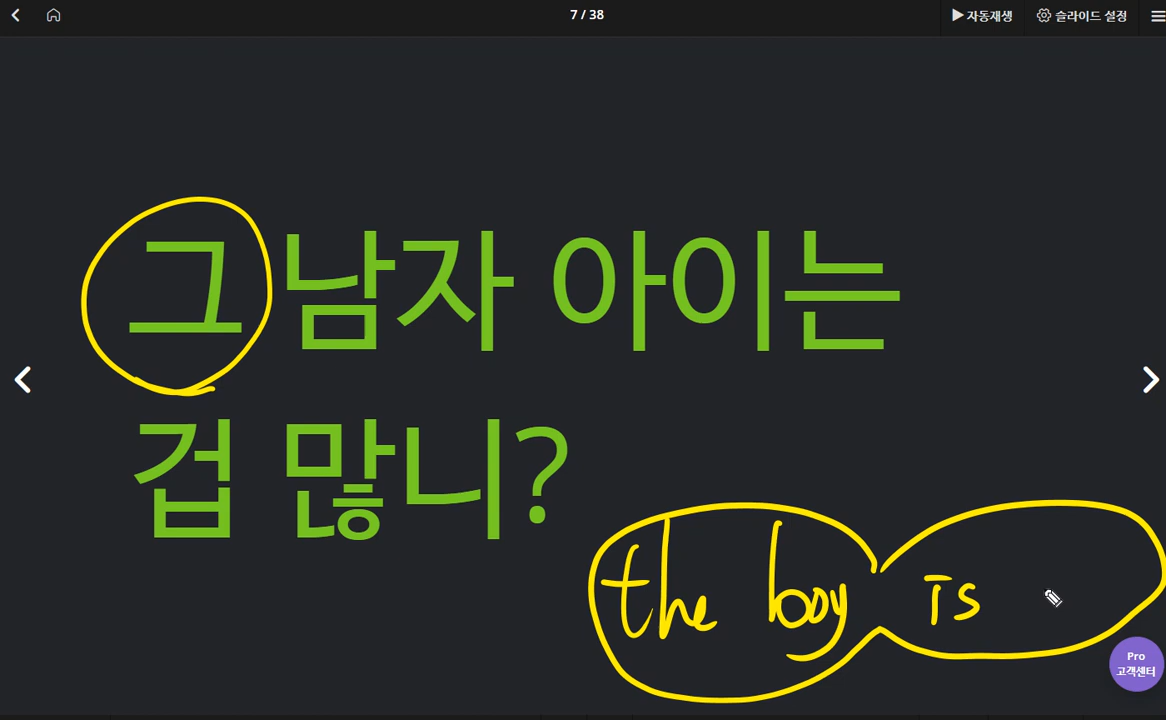 7 / 38
자동재생
슬라이드 설정
그 남자 아이는
겁 많니?
the boy is
Pro
고객센터